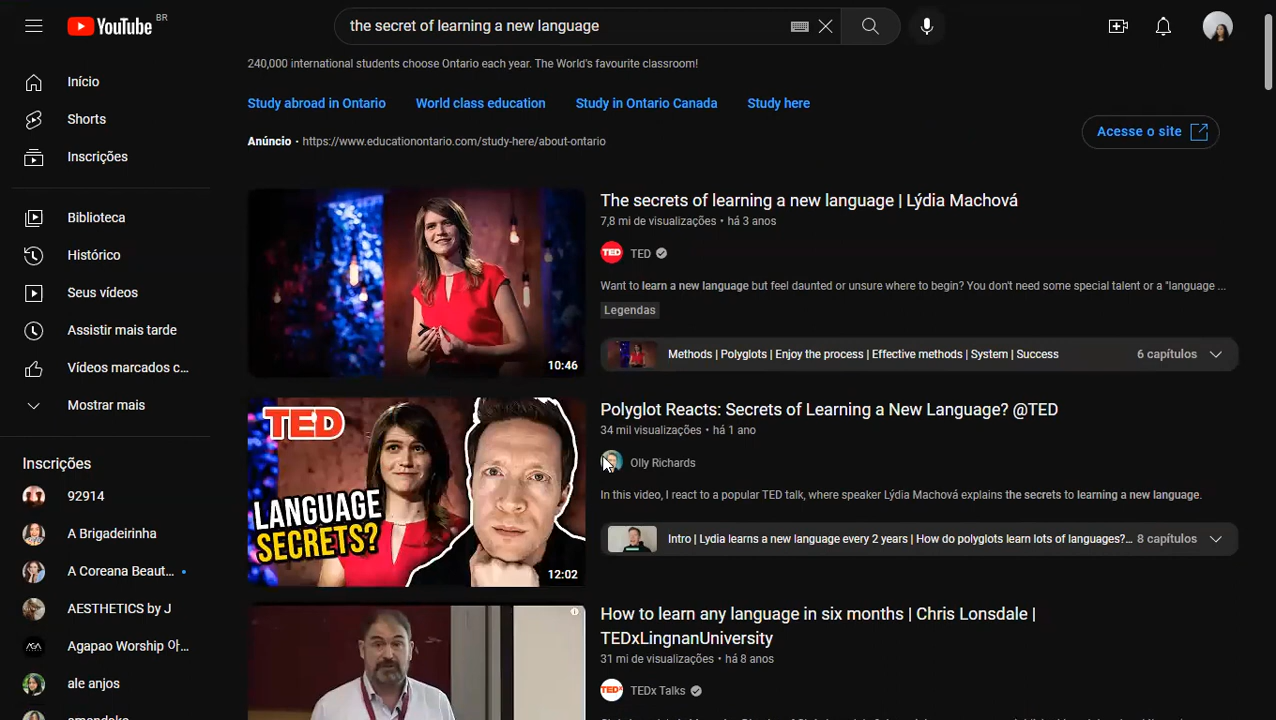 YouTube BR
the secret of learning a new language
240,000 international students choose Ontario each year. The World's favourite classroom!
Study abroad in Ontario World class education Study in Ontario Canada Study here
Anúncio • https://www.educationontario.com/study-here/about-ontario
Acesse o site
Início
Shorts
Inscrições
Biblioteca
Histórico
Seus vídeos
Assistir mais tarde
Vídeos marcados c...
Mostrar mais
Inscrições
92914
A Brigadeirinha
A Coreana Beaut...
AESTHETICS by J
Agapao Worship 아...
ale anjos
10:46
The secrets of learning a new language | Lýdia Machová
7,8 mi de visualizações • há 3 anos
TED TED
Want to learn a new language but feel daunted or unsure where to begin? You don't need some special talent or a "language ...
Legendas
Methods | Polyglots | Enjoy the process | Effective methods | System | Success 6 capítulos
TED
LANGUAGE
SECRETS?
12:02
Polyglot Reacts: Secrets of Learning a New Language? @TED
34 mil visualizações • há 1 ano
Olly Richards
In this video, I react to a popular TED talk, where speaker Lýdia Machová explains the secrets to learning a new language.
Intro | Lydia learns a new language every 2 years | How do polyglots learn lots of languages?... 8 capítulos
How to learn any language in six months | Chris Lonsdale |
TEDxLingnanUniversity
31 mi de visualizações • há 8 anos
TEDx TEDx Talks